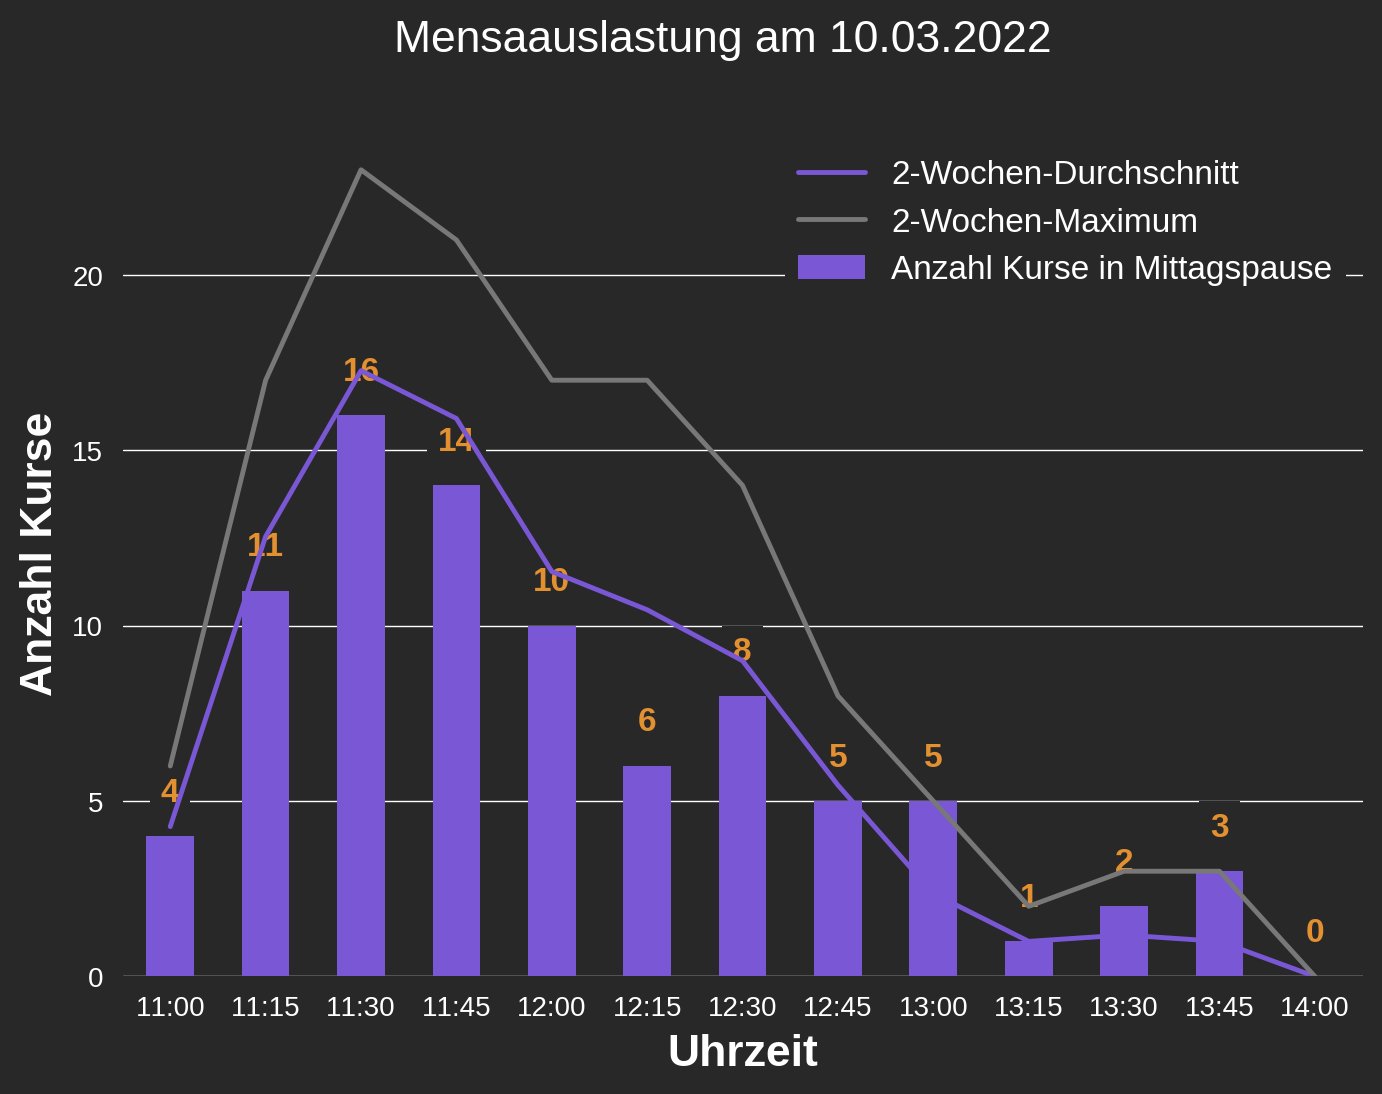 Mensaauslastung am 10.03.2022
2-Wochen-Durchschnitt
2-Wochen-Maximum
Anzahl Kurse in Mittagspause
Anzahl Kurse
20
15
10
5
0
4
11
16
14
10
6
8
5
5
1
2
3
0
11:00 11:15 11:30 11:45 12:00 12:15 12:30 12:45 13:00 13:15 13:30 13:45 14:00
Uhrzeit